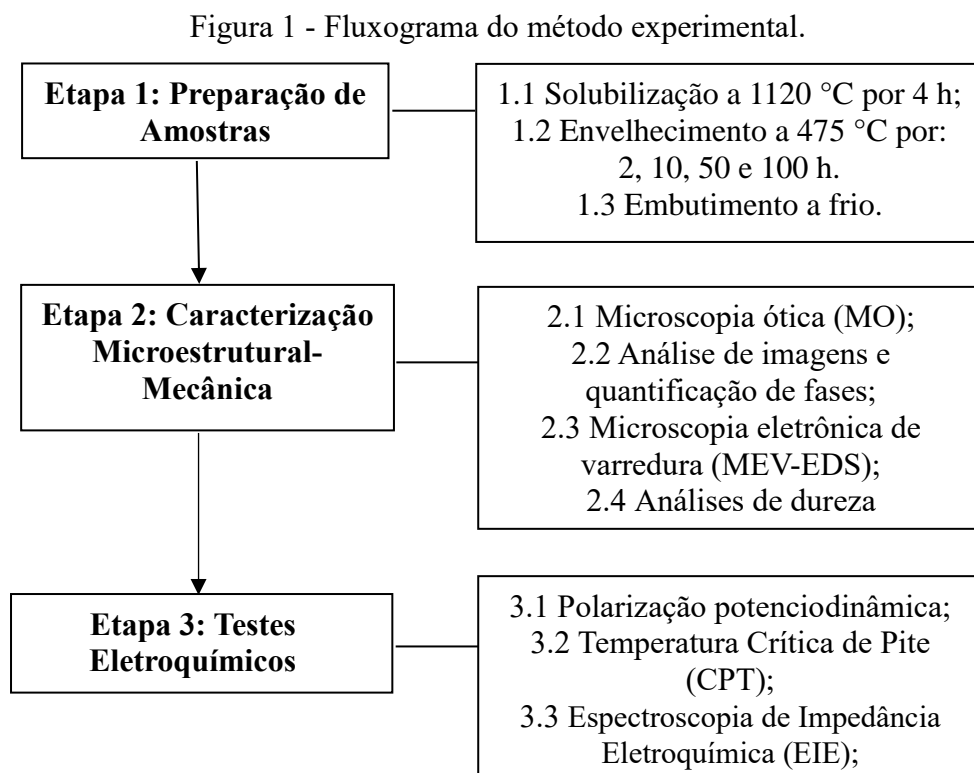 Figura 1 - Fluxograma do método experimental.
Etapa 1: Preparação de
Amostras
1.1 Solubilização a 1120 °C por 4 h;
1.2 Envelhecimento a 475 °C por:
2, 10, 50 e 100 h.
1.3 Embutimento a frio.
Etapa 2: Caracterização
Microestrutural-
Mecânica
2.1 Microscopia ótica (MO);
2.2 Análise de imagens e
quantificação de fases;
2.3 Microscopia eletrônica de
varredura (MEV-EDS);
2.4 Análises de dureza
Etapa 3: Testes
Eletroquímicos
3.1 Polarização potenciodinâmica;
3.2 Temperatura Crítica de Pite
(CPT);
3.3 Espectroscopia de Impedância
Eletroquímica (EIE);